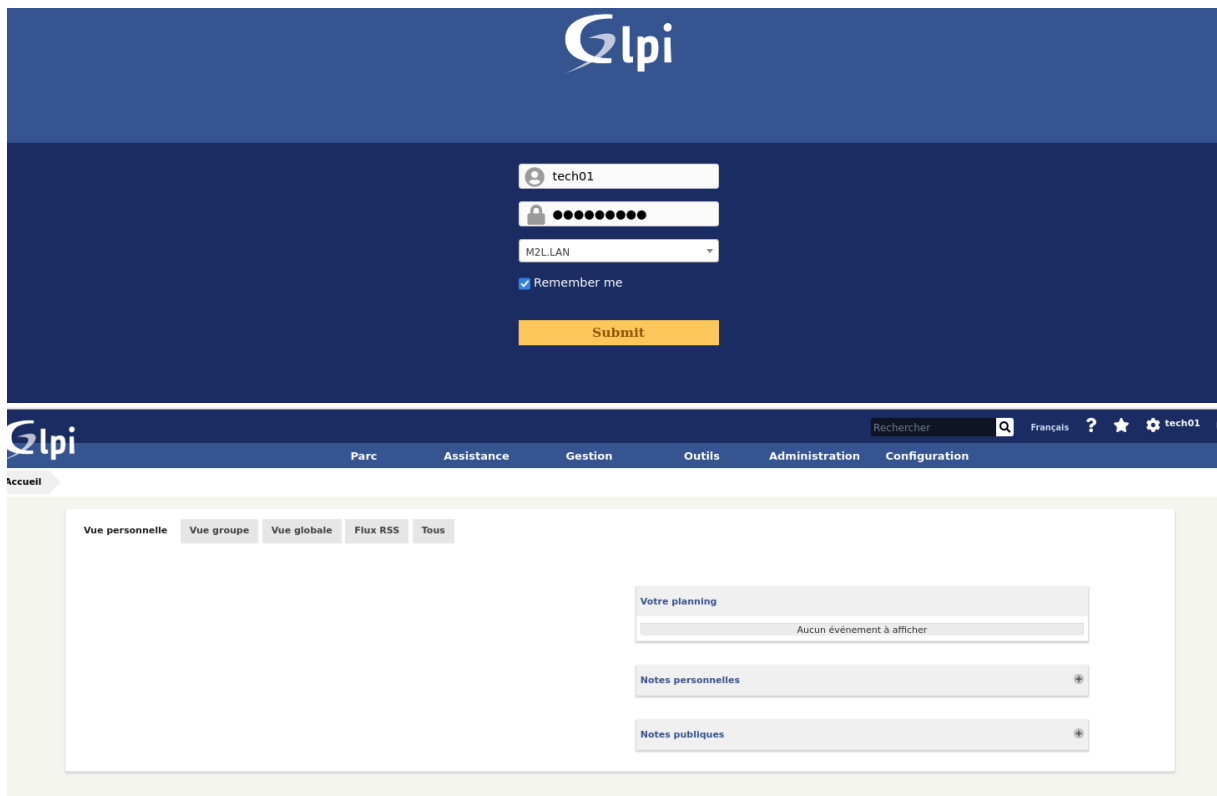 Glpi
tech01
●●●●●●●●●
M2L.LAN
Remember me
Submit
Glpi
Rechercher Français ? tech01
Parc Assistance Gestion Outils Administration Configuration
Accueil
Vue personnelle Vue groupe Vue globale Flux RSS Tous
Votre planning
Aucun événement à afficher
Notes personnelles
Notes publiques